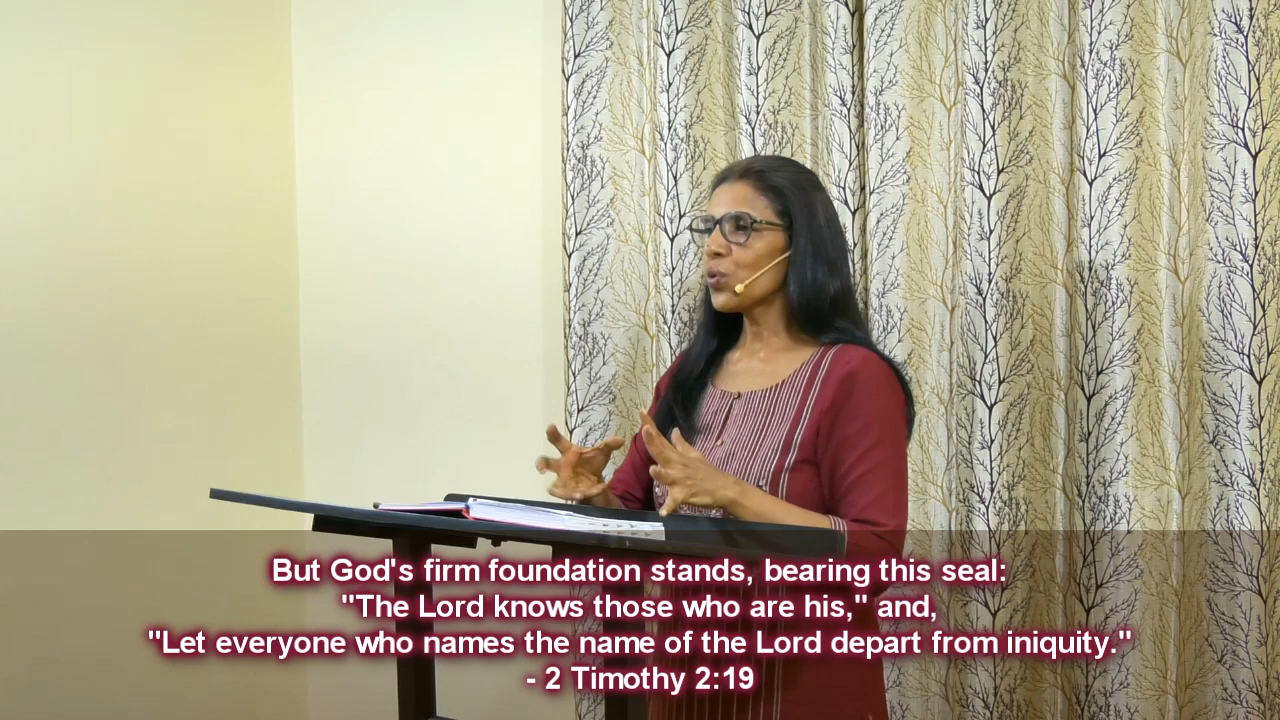 But God's firm foundation stands, bearing this seal:
"The Lord knows those who are his," and,
"Let everyone who names the name of the Lord depart from iniquity."
- 2 Timothy 2:19